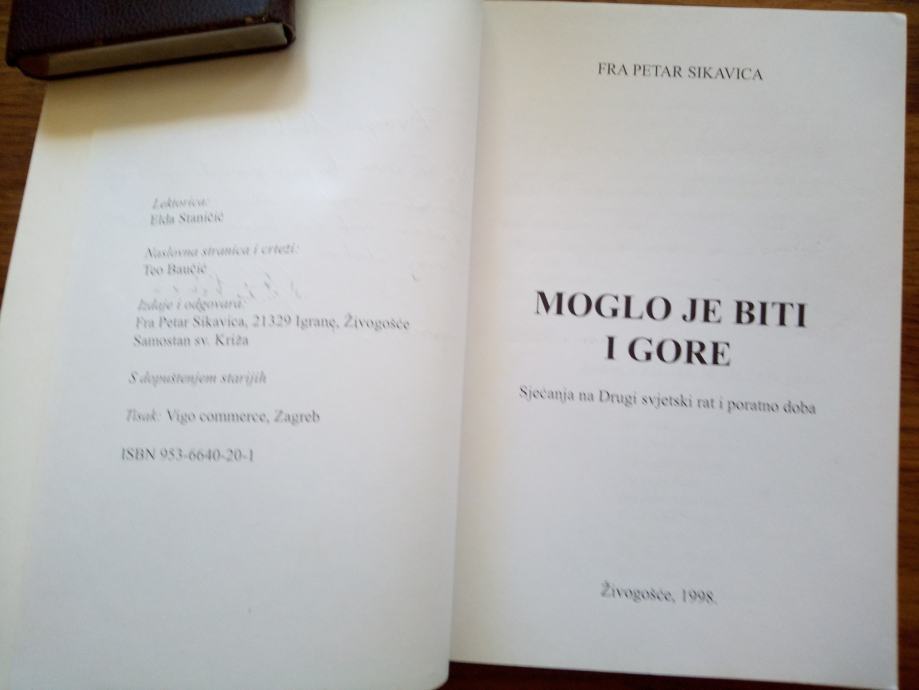 Lektorica:
Elda Staničić
Naslovna stranica i crteži:
Teo Baučić
Izdaje i odgovara:
Fra Petar Sikavica, 21329 Igrane, Živogošće
Samostan sv. Križa
S dopuštenjem starijih
Tisak: Vigo commerce, Zagreb
ISBN 953-6640-20-1
FRA PETAR SIKAVICA
MOGLO JE BITI
I GORE
Sjećanja na Drugi svjetski rat i poratno doba
Živogošće, 1998.